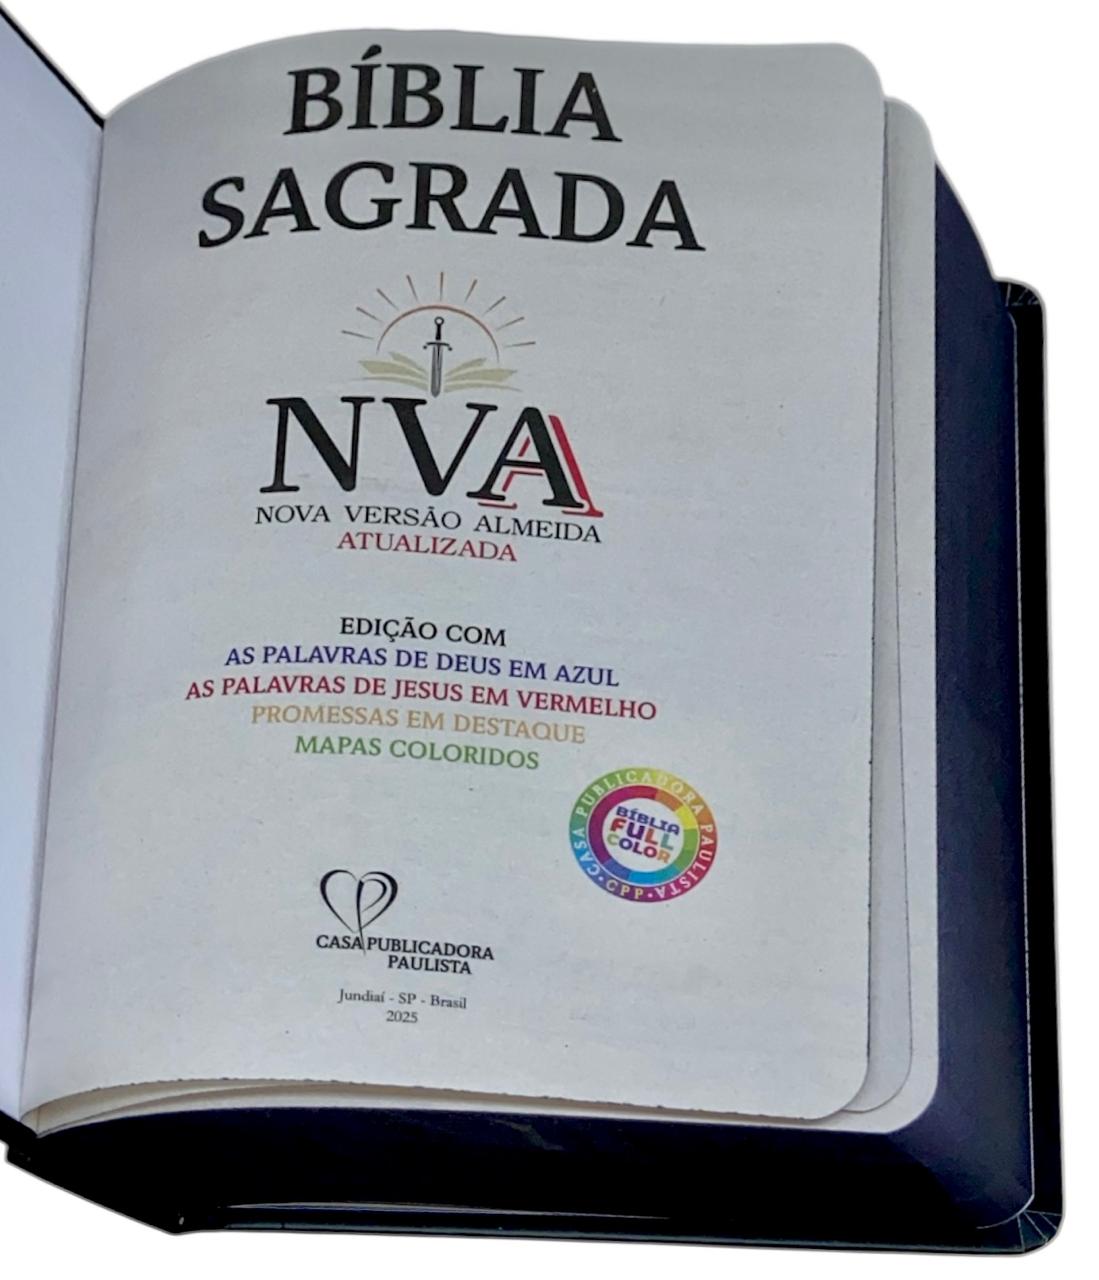 BÍBLIA
SAGRADA
NVA
NOVA VERSÃO ALMEIDA
ATUALIZADA
EDIÇÃO COM
AS PALAVRAS DE DEUS EM AZUL
AS PALAVRAS DE JESUS EM VERMELHO
PROMESSAS EM DESTAQUE
MAPAS COLORIDOS
CASA PUBLICADORA PAULISTA
• CPP •
BÍBLIA
FULL
COLOR
CASA PUBLICADORA
PAULISTA
Jundiaí - SP - Brasil
2025